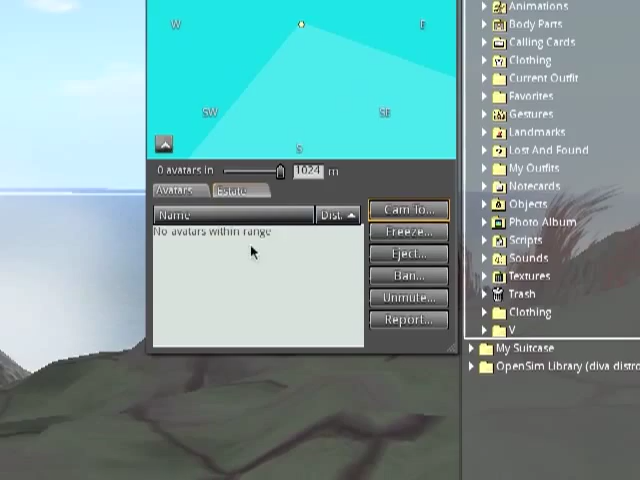 W
E
SW
SE
S
0 avatars in 1024 m
Avatars
Estate
Name
Dist.
No avatars within range
Cam To...
Freeze...
Eject...
Ban...
Unmute...
Report...
Animations
Body Parts
Calling Cards
Clothing
Current Outfit
Favorites
Gestures
Landmarks
Lost And Found
My Outfits
Notecards
Objects
Photo Album
Scripts
Sounds
Textures
Trash
Clothing
V
My Suitcase
OpenSim Library (diva distro